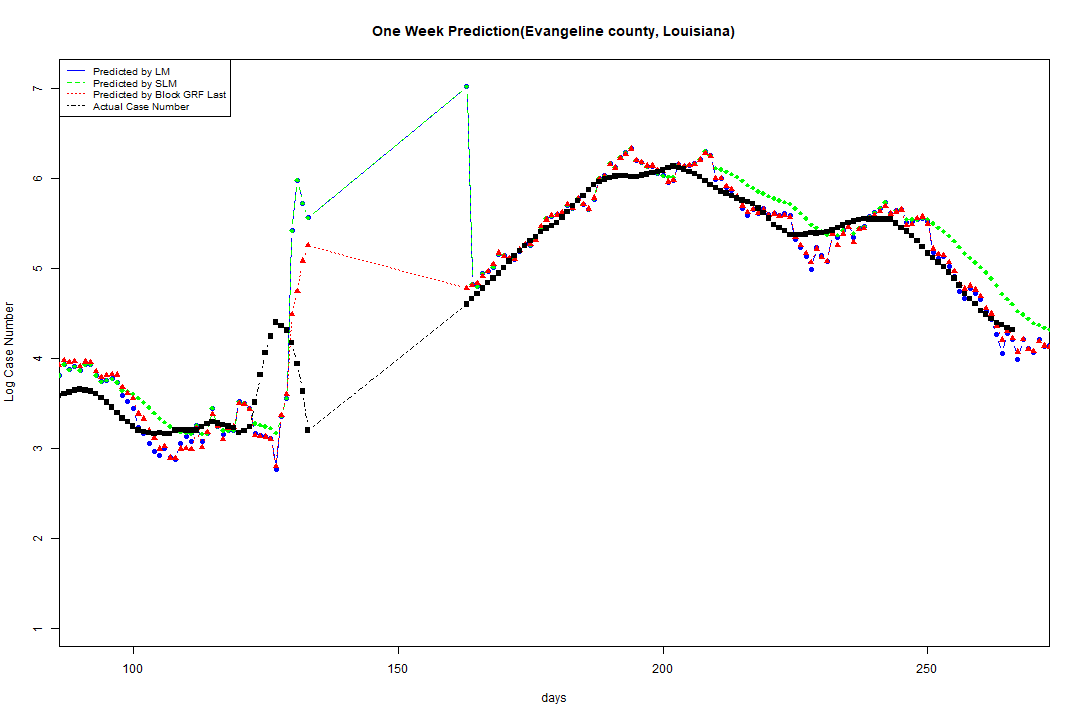 One Week Prediction(Evangeline county, Louisiana)
Predicted by LM
Predicted by SLM
Predicted by Block GRF Last
Actual Case Number
Log Case Number
7
6
5
4
3
2
1
100 150 200 250
days